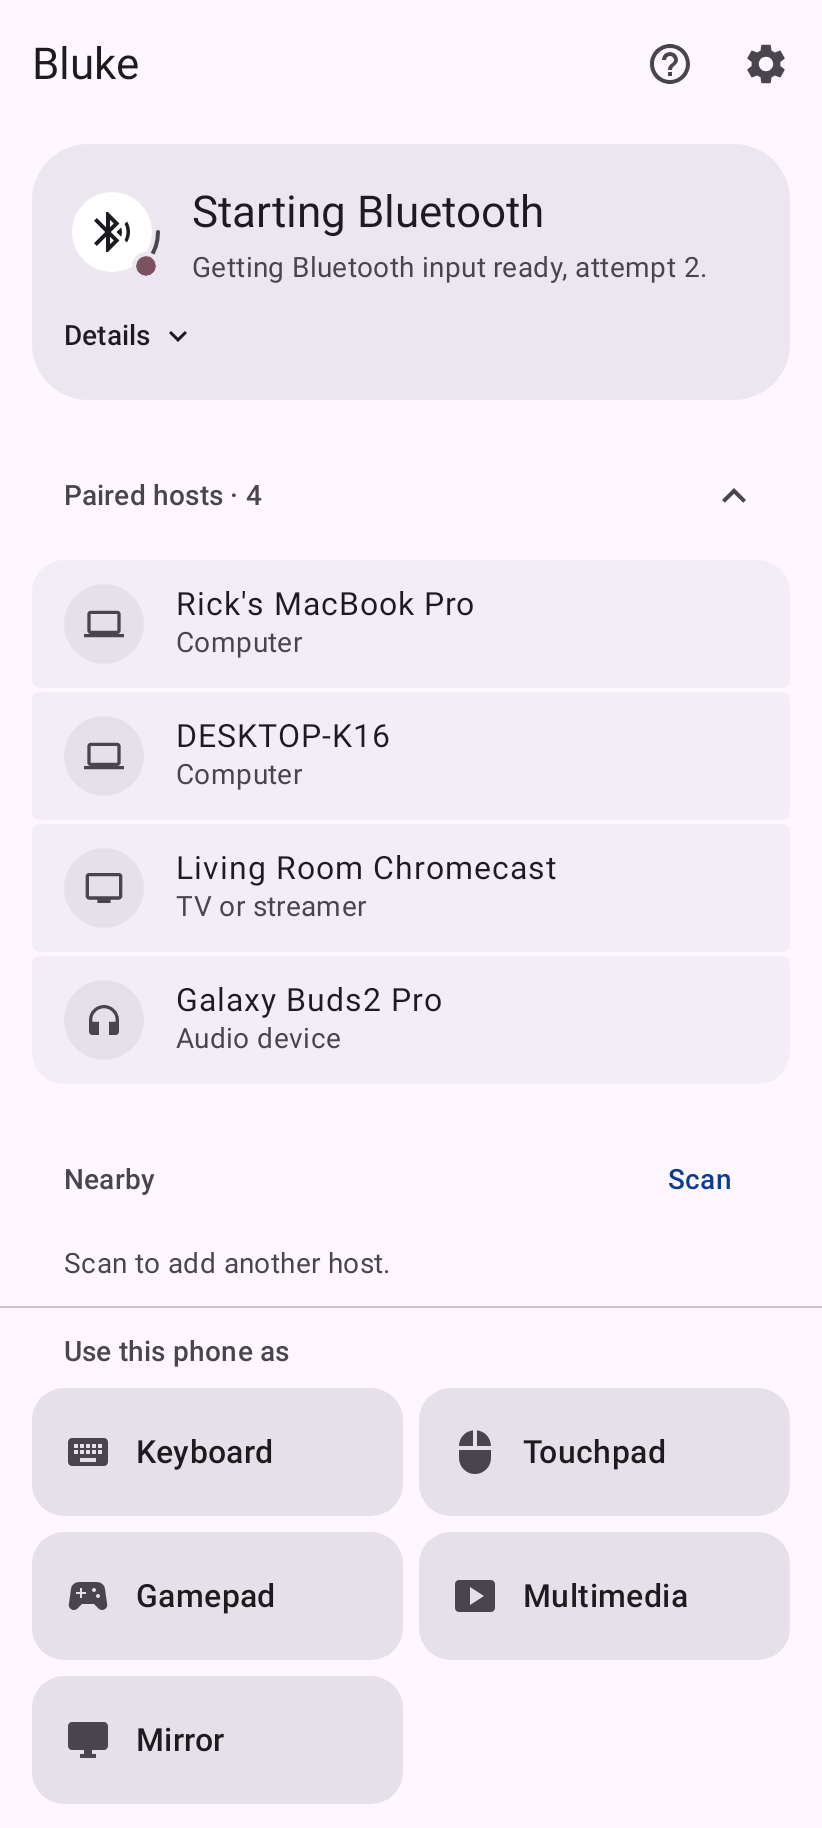 Bluke
Starting Bluetooth
Getting Bluetooth input ready, attempt 2.
Details
Paired hosts · 4
Rick's MacBook Pro
Computer
DESKTOP-K16
Computer
Living Room Chromecast
TV or streamer
Galaxy Buds2 Pro
Audio device
Nearby
Scan
Scan to add another host.
Use this phone as
Keyboard
Touchpad
Gamepad
Multimedia
Mirror